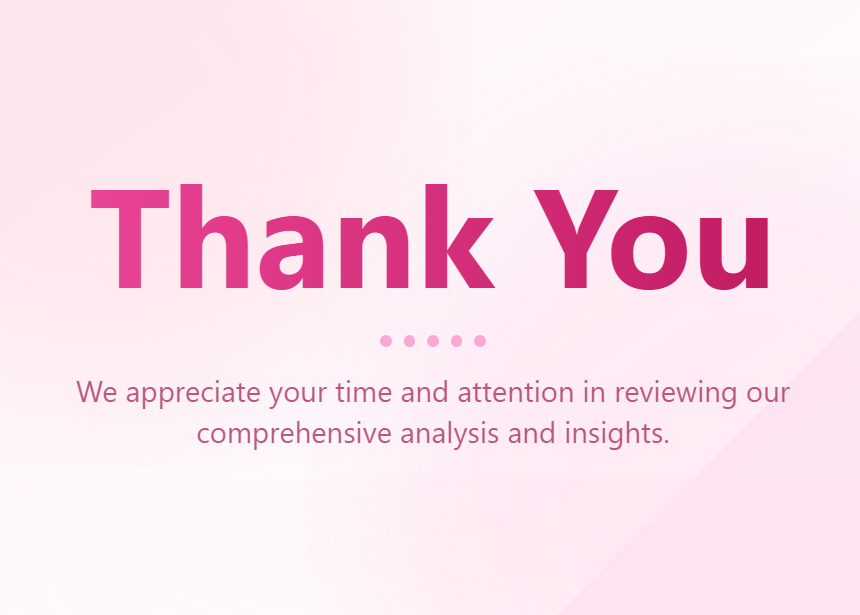 Thank You
We appreciate your time and attention in reviewing our
comprehensive analysis and insights.